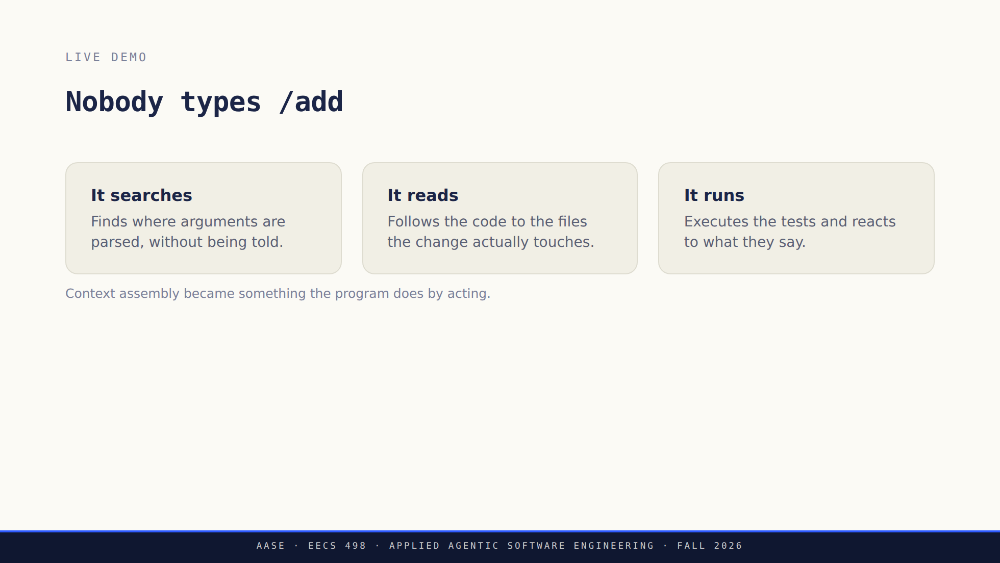 LIVE DEMO
Nobody types /add
It searches
Finds where arguments are
parsed, without being told.
It reads
Follows the code to the files
the change actually touches.
It runs
Executes the tests and reacts
to what they say.
Context assembly became something the program does by acting.
AASE · EECS 498 · APPLIED AGENTIC SOFTWARE ENGINEERING · FALL 2026